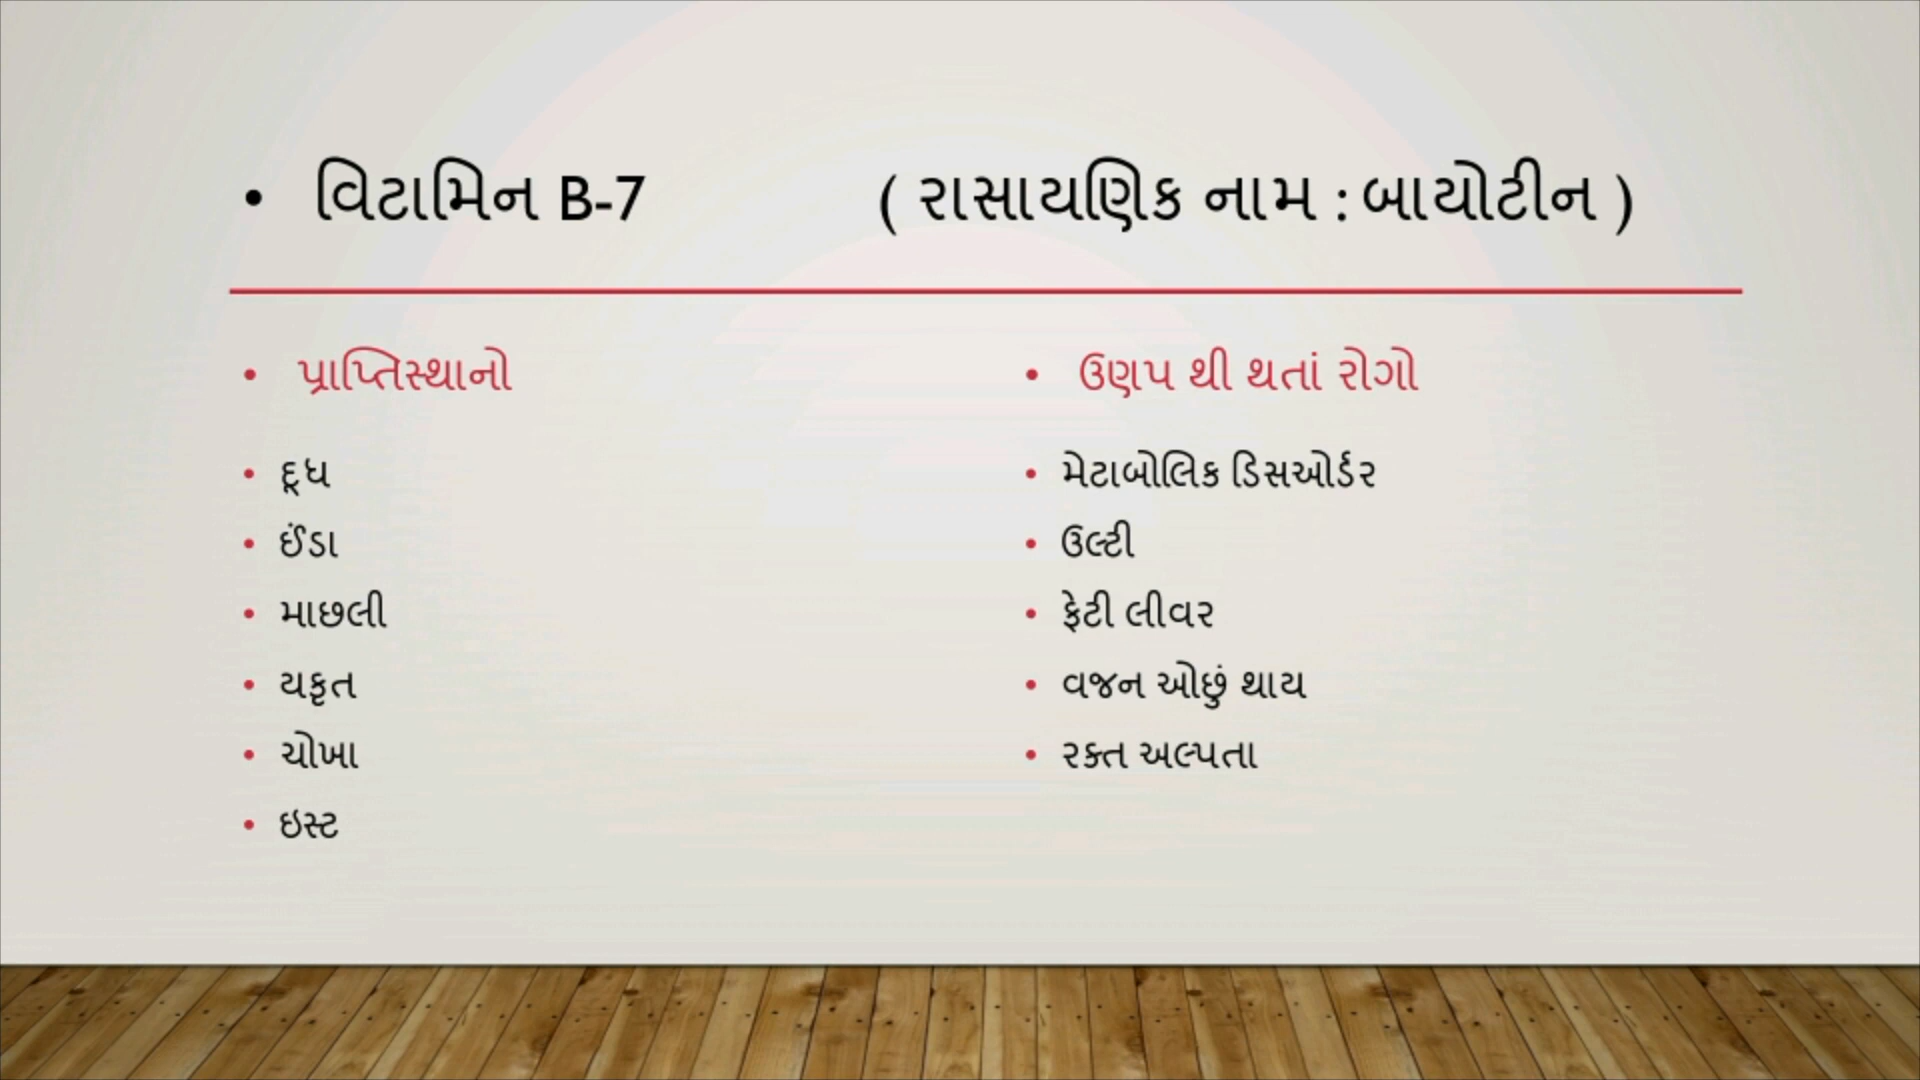 • વિટામિન B-7 ( રાસાયણિક નામ : બાયોટીન )
• પ્રાપ્તિસ્થાનો
• દૂધ
• ઈંડા
• માછલી
• યકૃત
• ચોખા
• ઇસ્ટ
• ઉણપ થી થતાં રોગો
• મેટાબોલિક ડિસઓર્ડર
• ઉલ્ટી
• ફેટી લીવર
• વજન ઓછું થાય
• રક્ત અલ્પતા